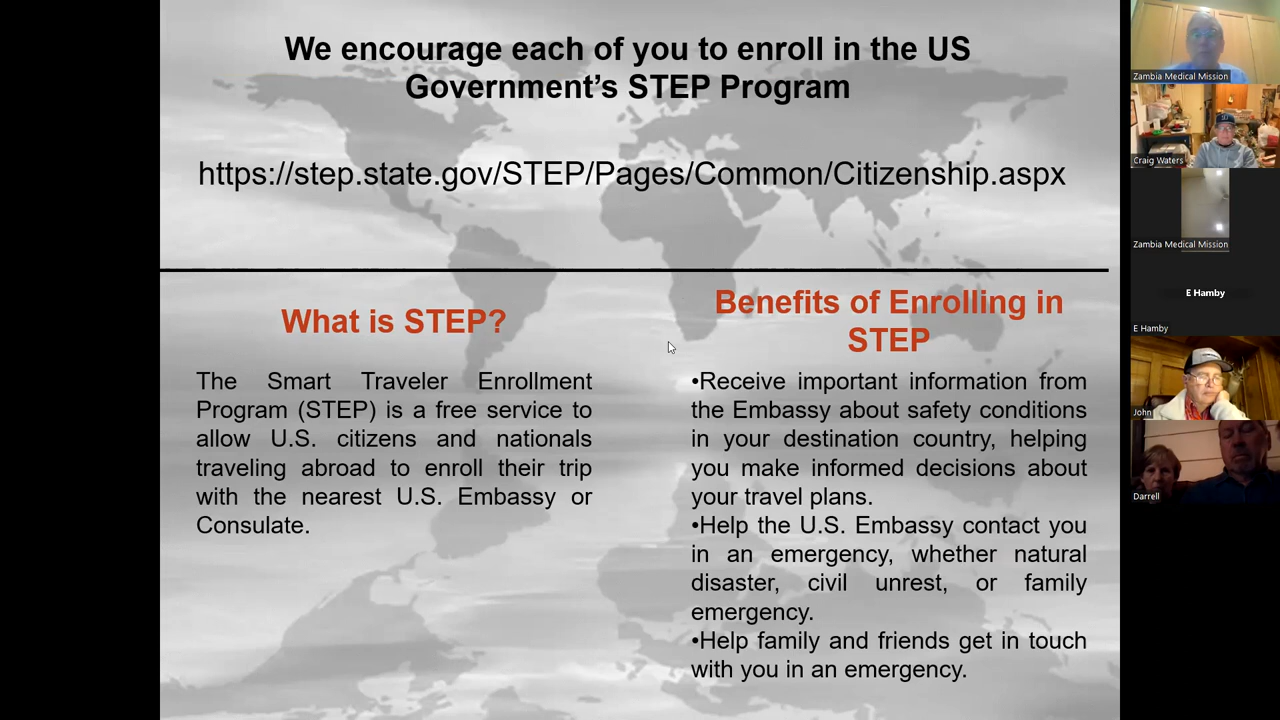 We encourage each of you to enroll in the US
Government’s STEP Program
https://step.state.gov/STEP/Pages/Common/Citizenship.aspx
What is STEP?
The Smart Traveler Enrollment
Program (STEP) is a free service to
allow U.S. citizens and nationals
traveling abroad to enroll their trip
with the nearest U.S. Embassy or
Consulate.
Benefits of Enrolling in
STEP
•Receive important information from
the Embassy about safety conditions
in your destination country, helping
you make informed decisions about
your travel plans.
•Help the U.S. Embassy contact you
in an emergency, whether natural
disaster, civil unrest, or family
emergency.
•Help family and friends get in touch
with you in an emergency.
Zambia Medical Mission
Craig Waters
Zambia Medical Mission
E Hamby
E Hamby
John
Darrell